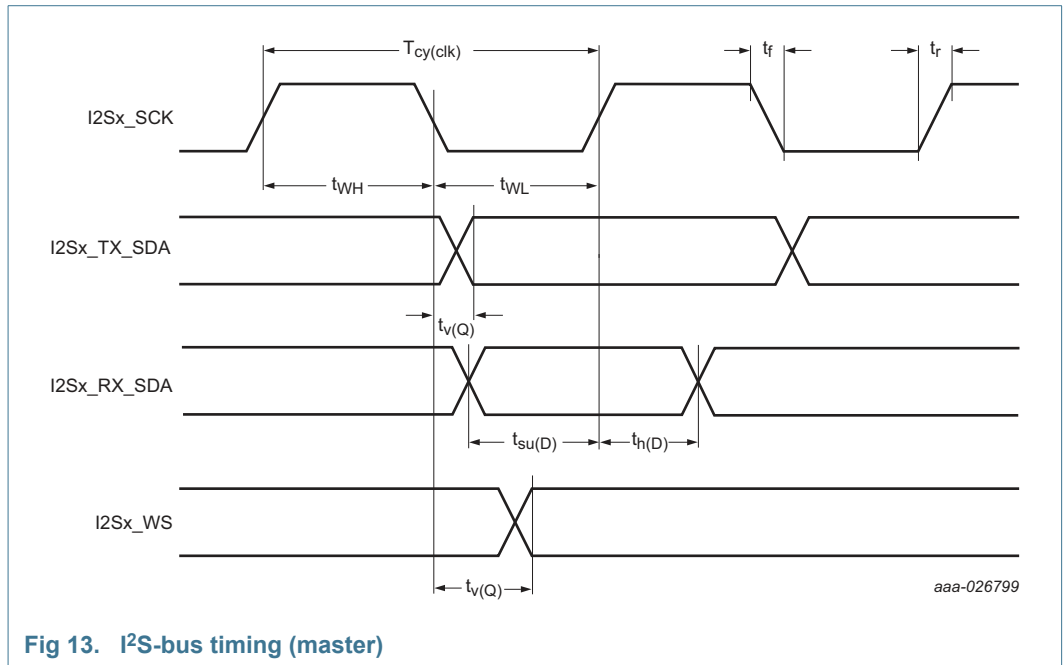 Tcy(clk)
tf
tr
I2Sx_SCK
tWH
tWL
I2Sx_TX_SDA
tv(Q)
I2Sx_RX_SDA
tsu(D)
th(D)
I2Sx_WS
tv(Q)
aaa-026799
Fig 13. I²S-bus timing (master)